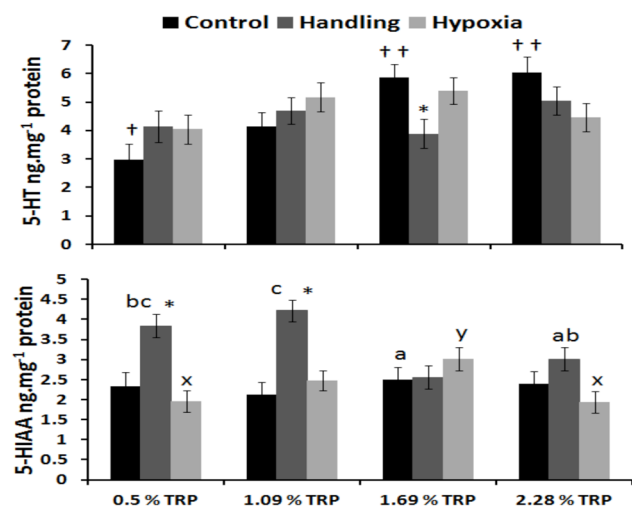 Control Handling Hypoxia
5-HT ng.mg⁻¹ protein
7
6
5
4
3
2
1
0
†
††
*
††
5-HIAA ng.mg⁻¹ protein
5
4.5
4
3.5
3
2.5
2
1.5
1
0.5
0
bc *
x
c *
a
y
ab
x
0.5 % TRP 1.09 % TRP 1.69 % TRP 2.28 % TRP